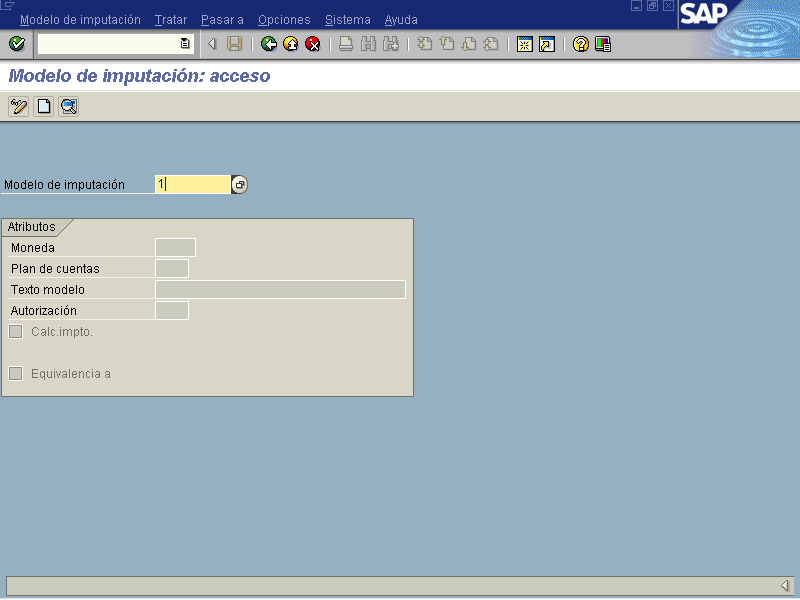 Modelo de imputación Tratar Pasar a Opciones Sistema Ayuda
SAP
Modelo de imputación: acceso
Modelo de imputación 1
Atributos
Moneda
Plan de cuentas
Texto modelo
Autorización
Calc.impto.
Equivalencia a